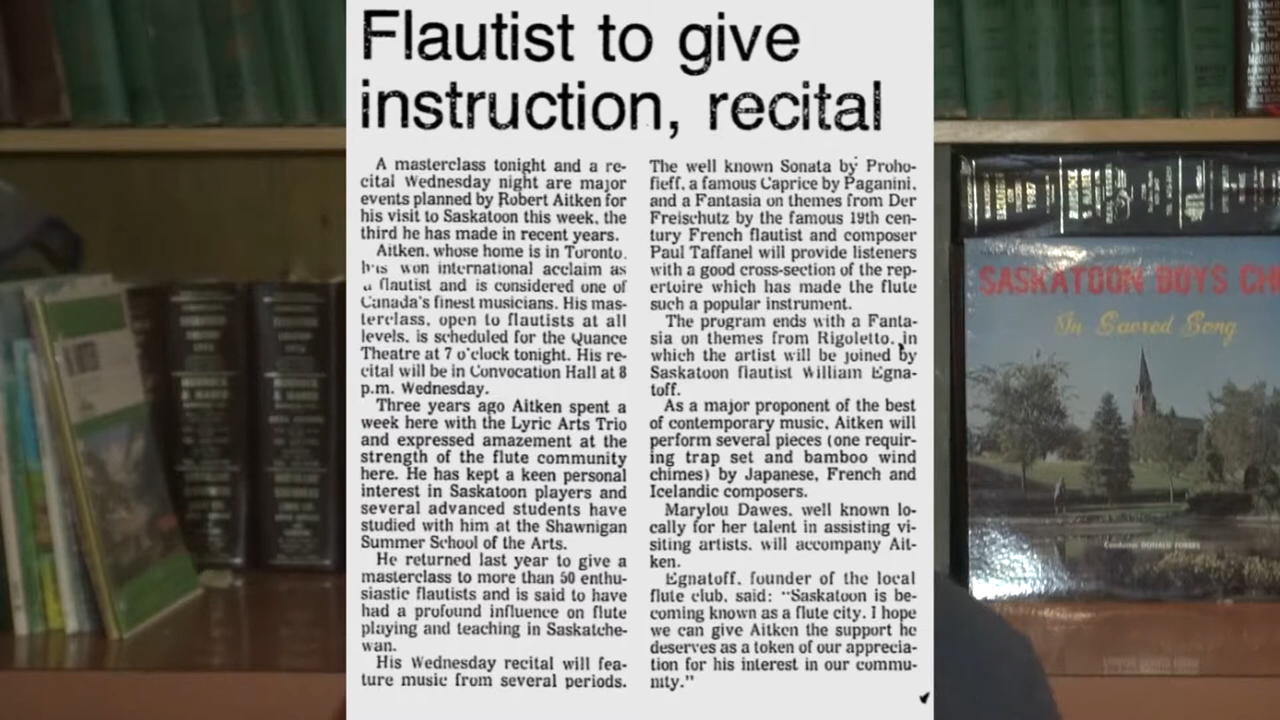 Flautist to give
instruction, recital
A masterclass tonight and a re-
cital Wednesday night are major
events planned by Robert Aitken for
his visit to Saskatoon this week, the
third he has made in recent years.
Aitken, whose home is in Toronto,
has won international acclaim as
a flautist and is considered one of
Canada's finest musicians. His mas-
terclass, open to flautists at all
levels, is scheduled for the Quance
Theatre at 7 o'clock tonight. His re-
cital will be in Convocation Hall at 8
p.m. Wednesday.
Three years ago Aitken spent a
week here with the Lyric Arts Trio
and expressed amazement at the
strength of the flute community
here. He has kept a keen personal
interest in Saskatoon players and
several advanced students have
studied with him at the Shawnigan
Summer School of the Arts.
He returned last year to give a
masterclass to more than 50 enthu-
siastic flautists and is said to have
had a profound influence on flute
playing and teaching in Saskatche-
wan.
His Wednesday recital will fea-
ture music from several periods.
The well known Sonata by Proho-
fieff, a famous Caprice by Paganini,
and a Fantasia on themes from Der
Freischutz by the famous 19th cen-
tury French flautist and composer
Paul Taffanel will provide listeners
with a good cross-section of the rep-
ertoire which has made the flute
such a popular instrument.
The program ends with a Fanta-
sia on themes from Rigoletto, in
which the artist will be joined by
Saskatoon flautist William Egna-
toff.
As a major proponent of the best
of contemporary music, Aitken will
perform several pieces (one requir-
ing trap set and bamboo wind
chimes) by Japanese, French and
Icelandic composers.
Marylou Dawes, well known lo-
cally for her talent in assisting vi-
siting artists, will accompany Ait-
ken.
Egnatoff, founder of the local
flute club, said: "Saskatoon is be-
coming known as a flute city. I hope
we can give Aitken the support he
deserves as a token of our apprecia-
tion for his interest in our commu-
nity."
SASKATOON BOYS CH
In Sacred Song
Conductor DONALD FORBES